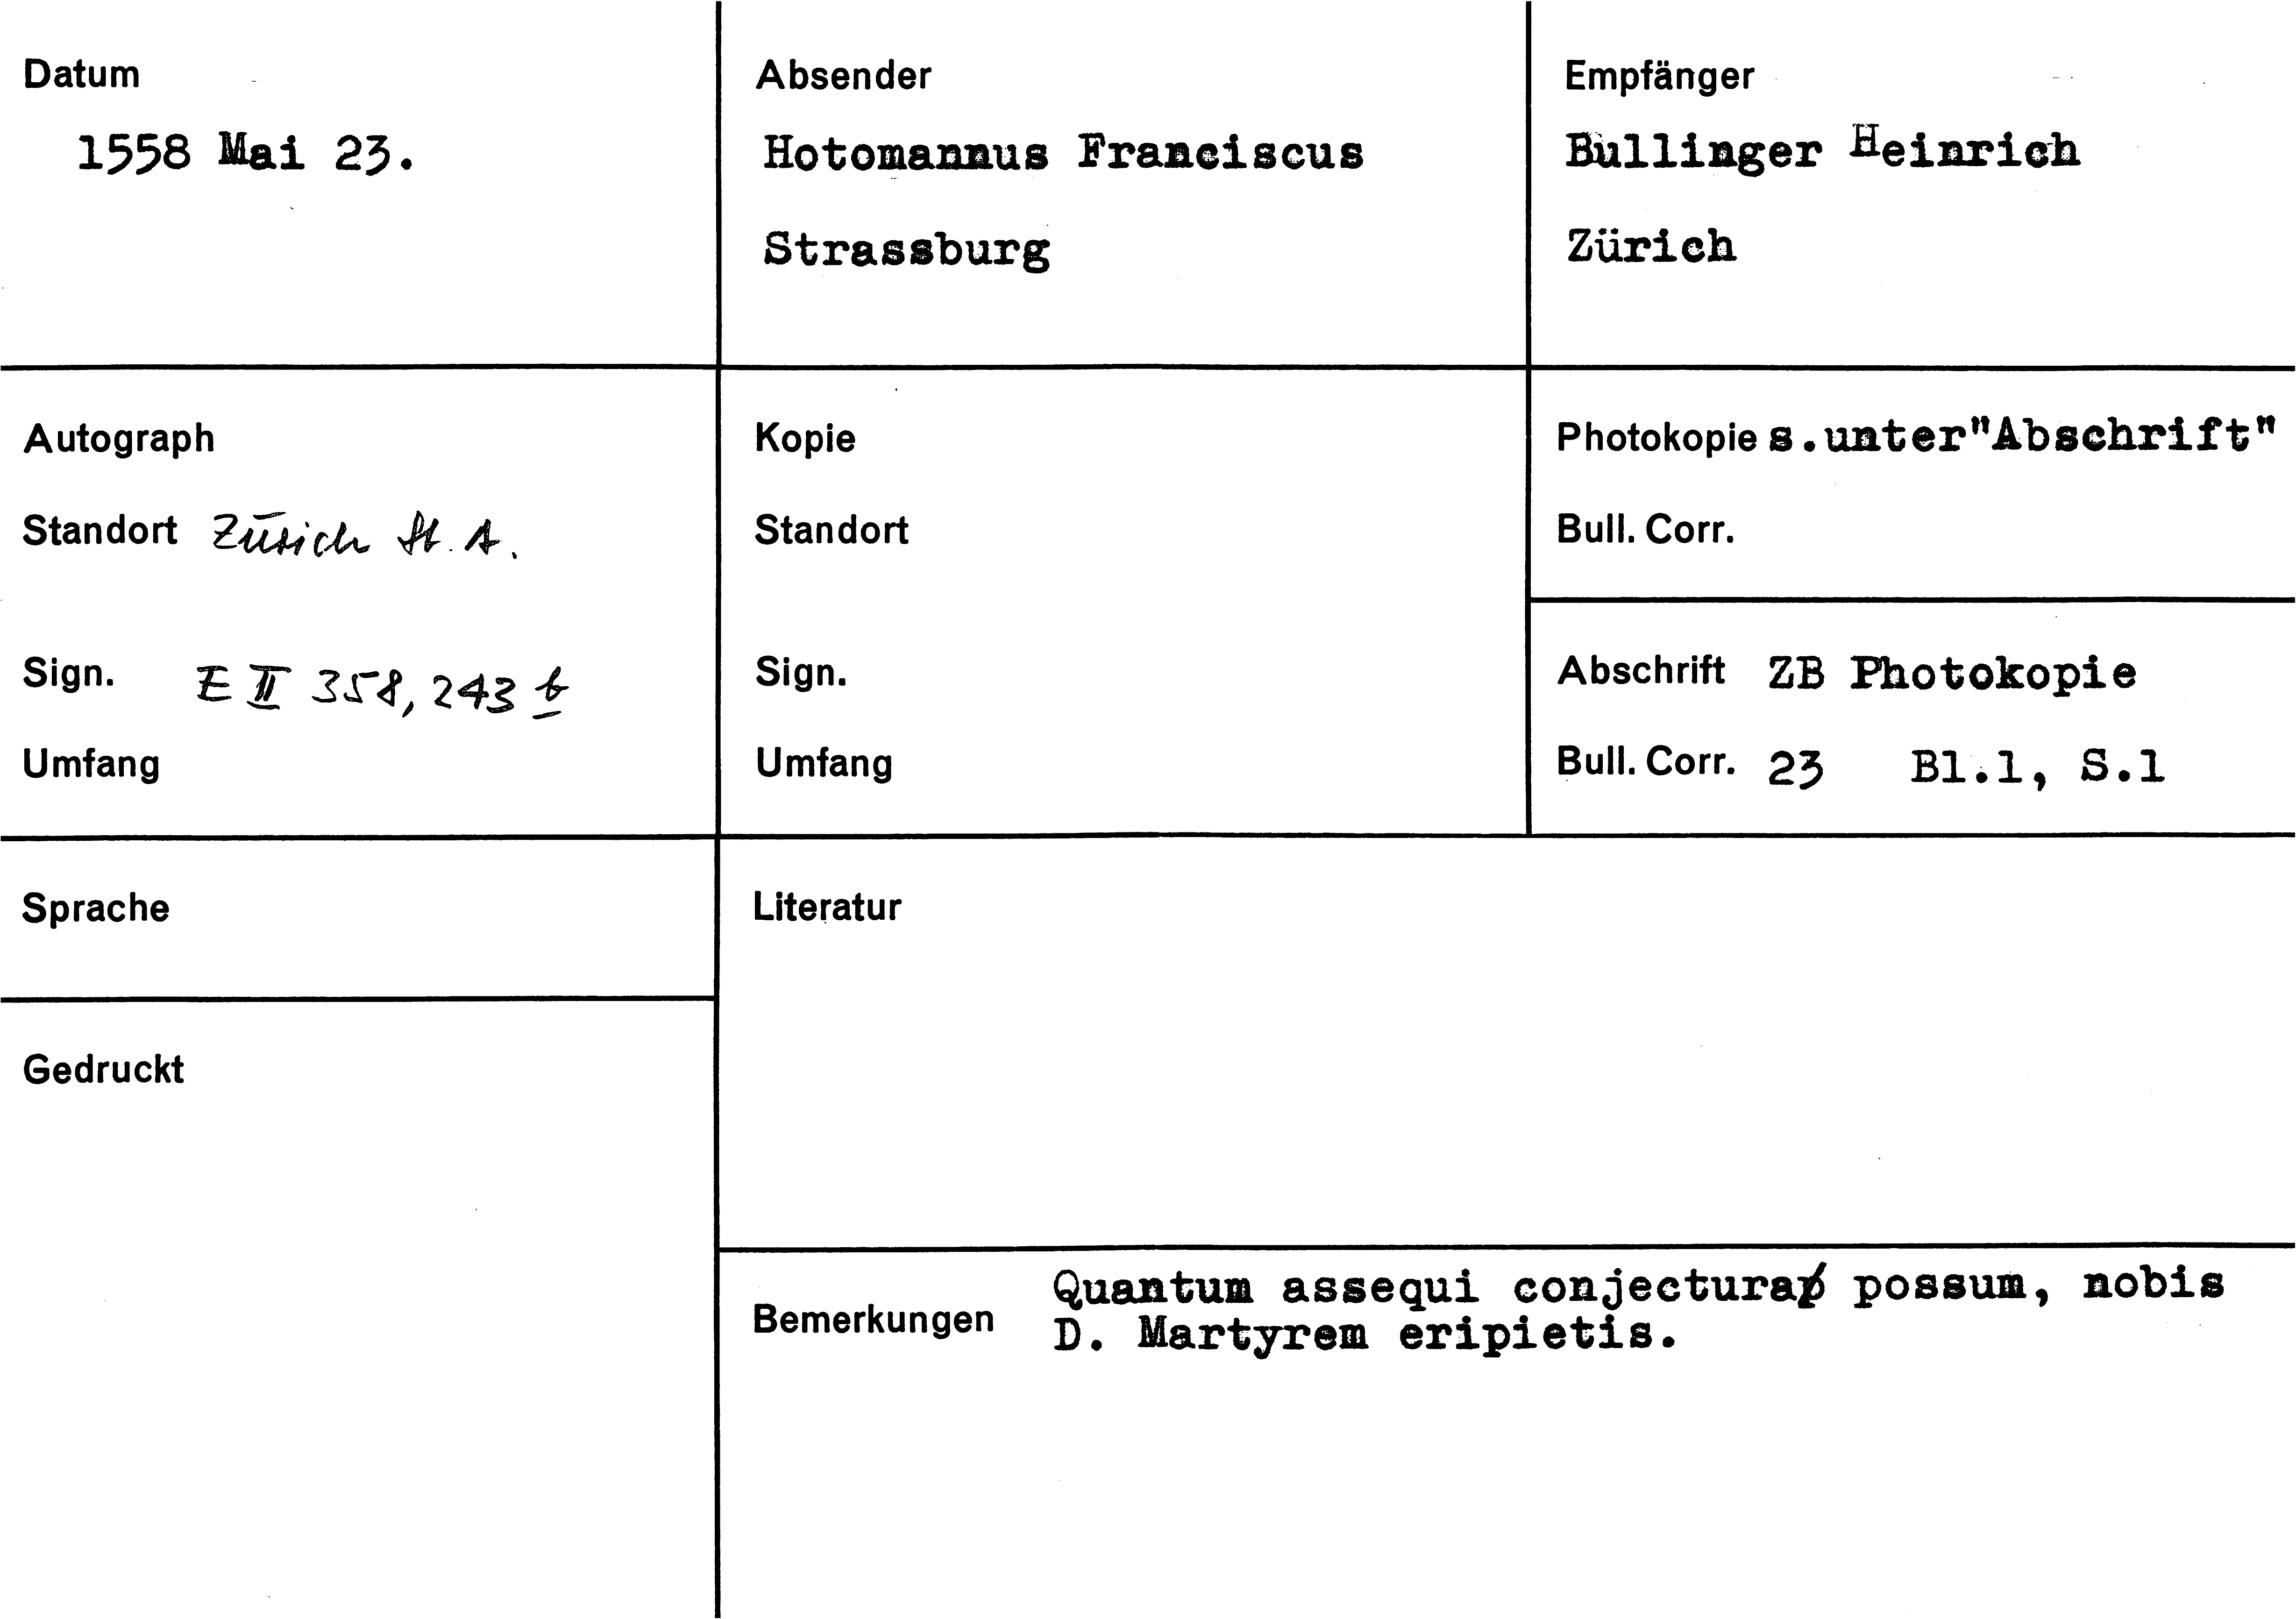 Datum
1558 Mai 23.
Absender
Hotomannus Franciscus
Strassburg
Empfänger
Bullinger Heinrich
Zürich
Autograph
Standort Zürich St. A.
Sign. E II 358, 243 b
Umfang
Kopie
Standort
Sign.
Umfang
Photokopie s.unter"Abschrift"
Bull. Corr.
Abschrift ZB Photokopie
Bull. Corr. 23 Bl.1, S.1
Sprache
Gedruckt
Literatur
Bemerkungen
Quantum assequi conjectura possum, nobis
D. Martyrem eripietis.